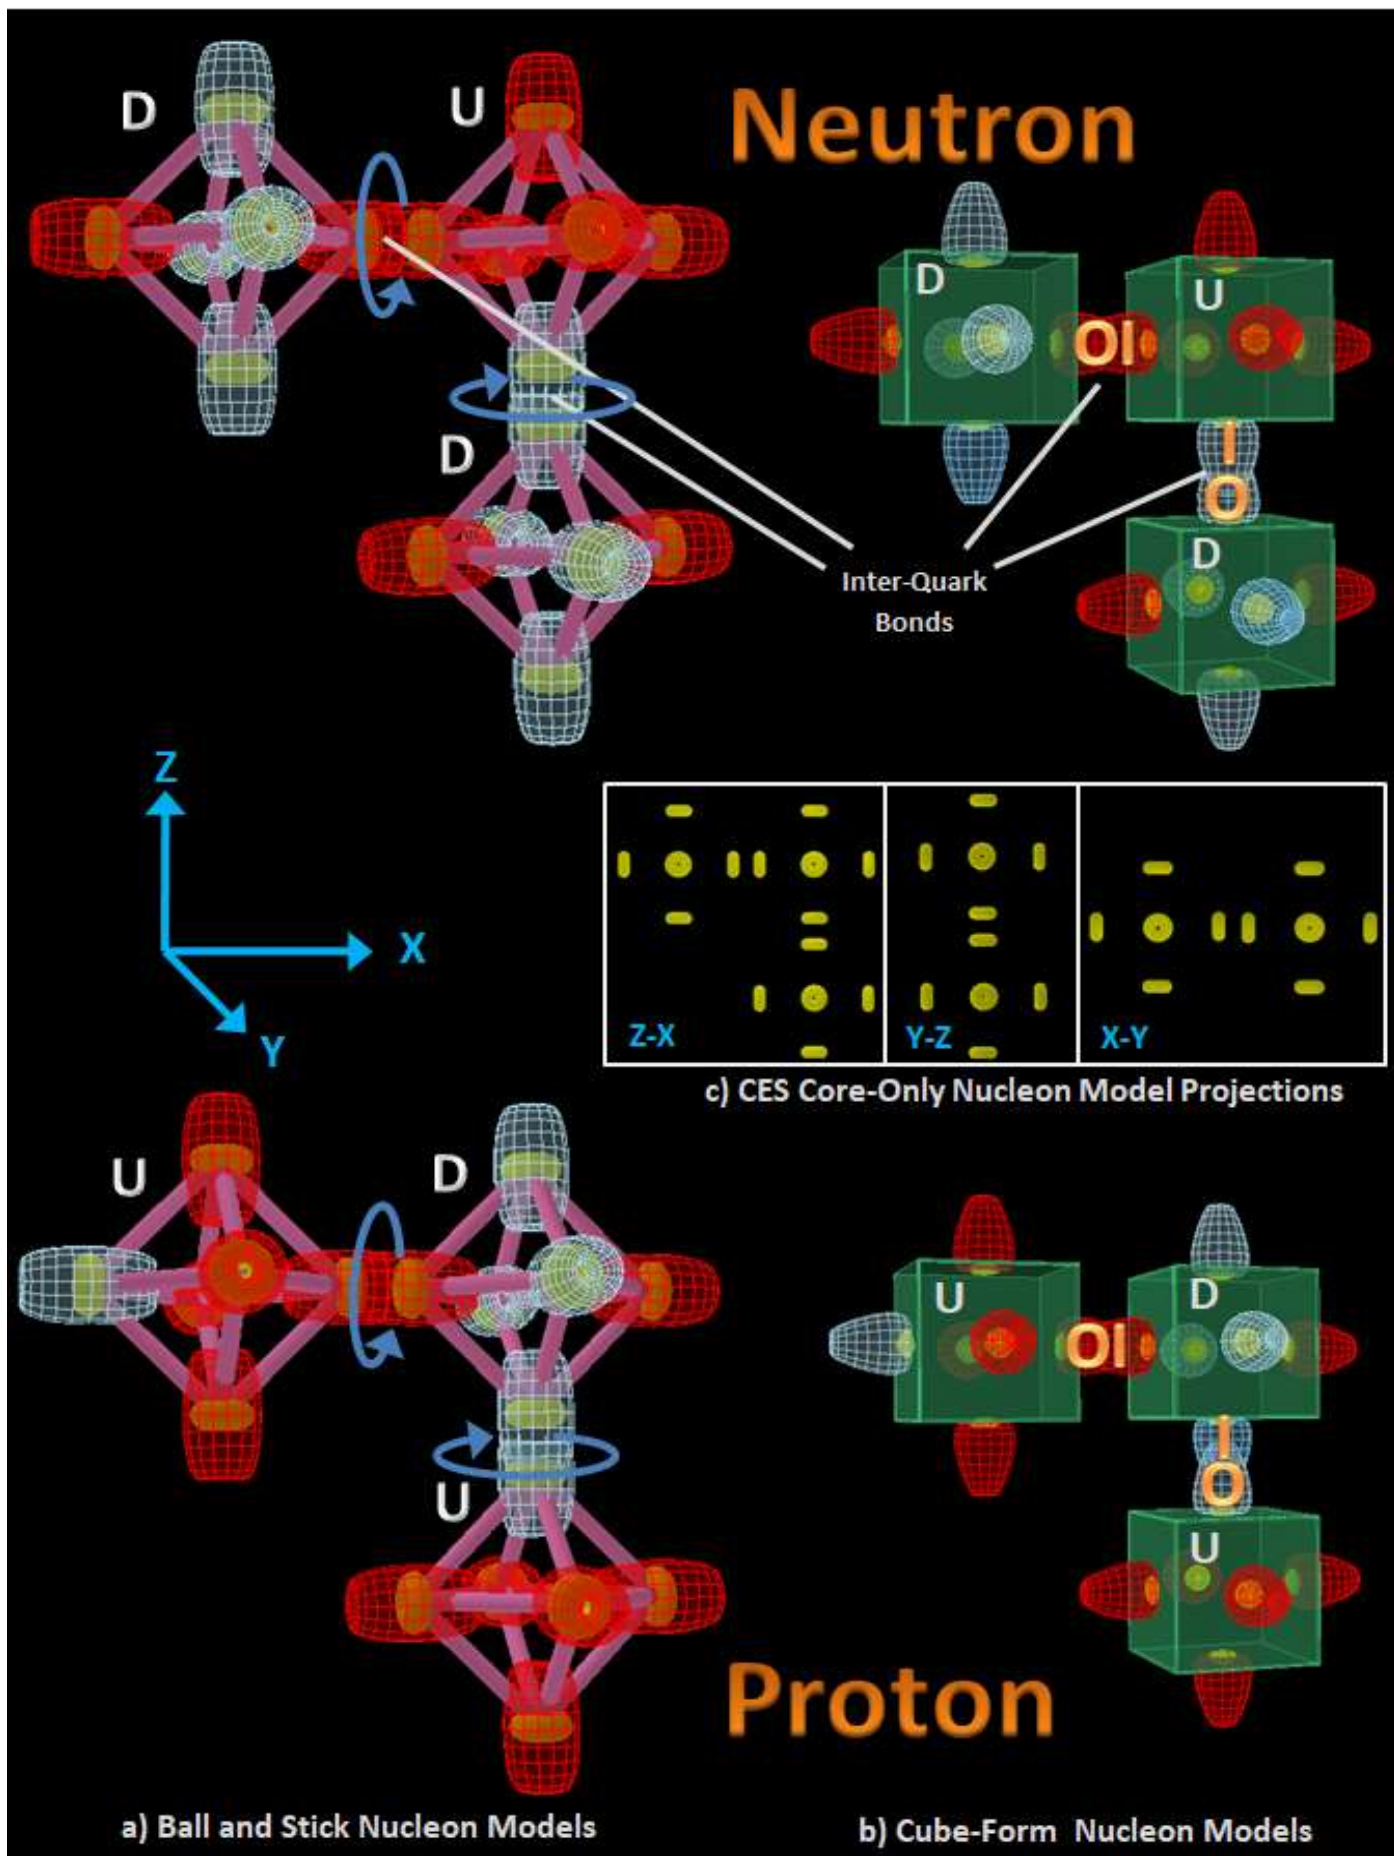 Neutron
D
U
D
D
U
OI
I
O
D
Inter-Quark
Bonds
Z
X
Y
Z-X
Y-Z
X-Y
c) CES Core-Only Nucleon Model Projections
U
D
U
U
D
OI
I
O
U
Proton
a) Ball and Stick Nucleon Models
b) Cube-Form Nucleon Models